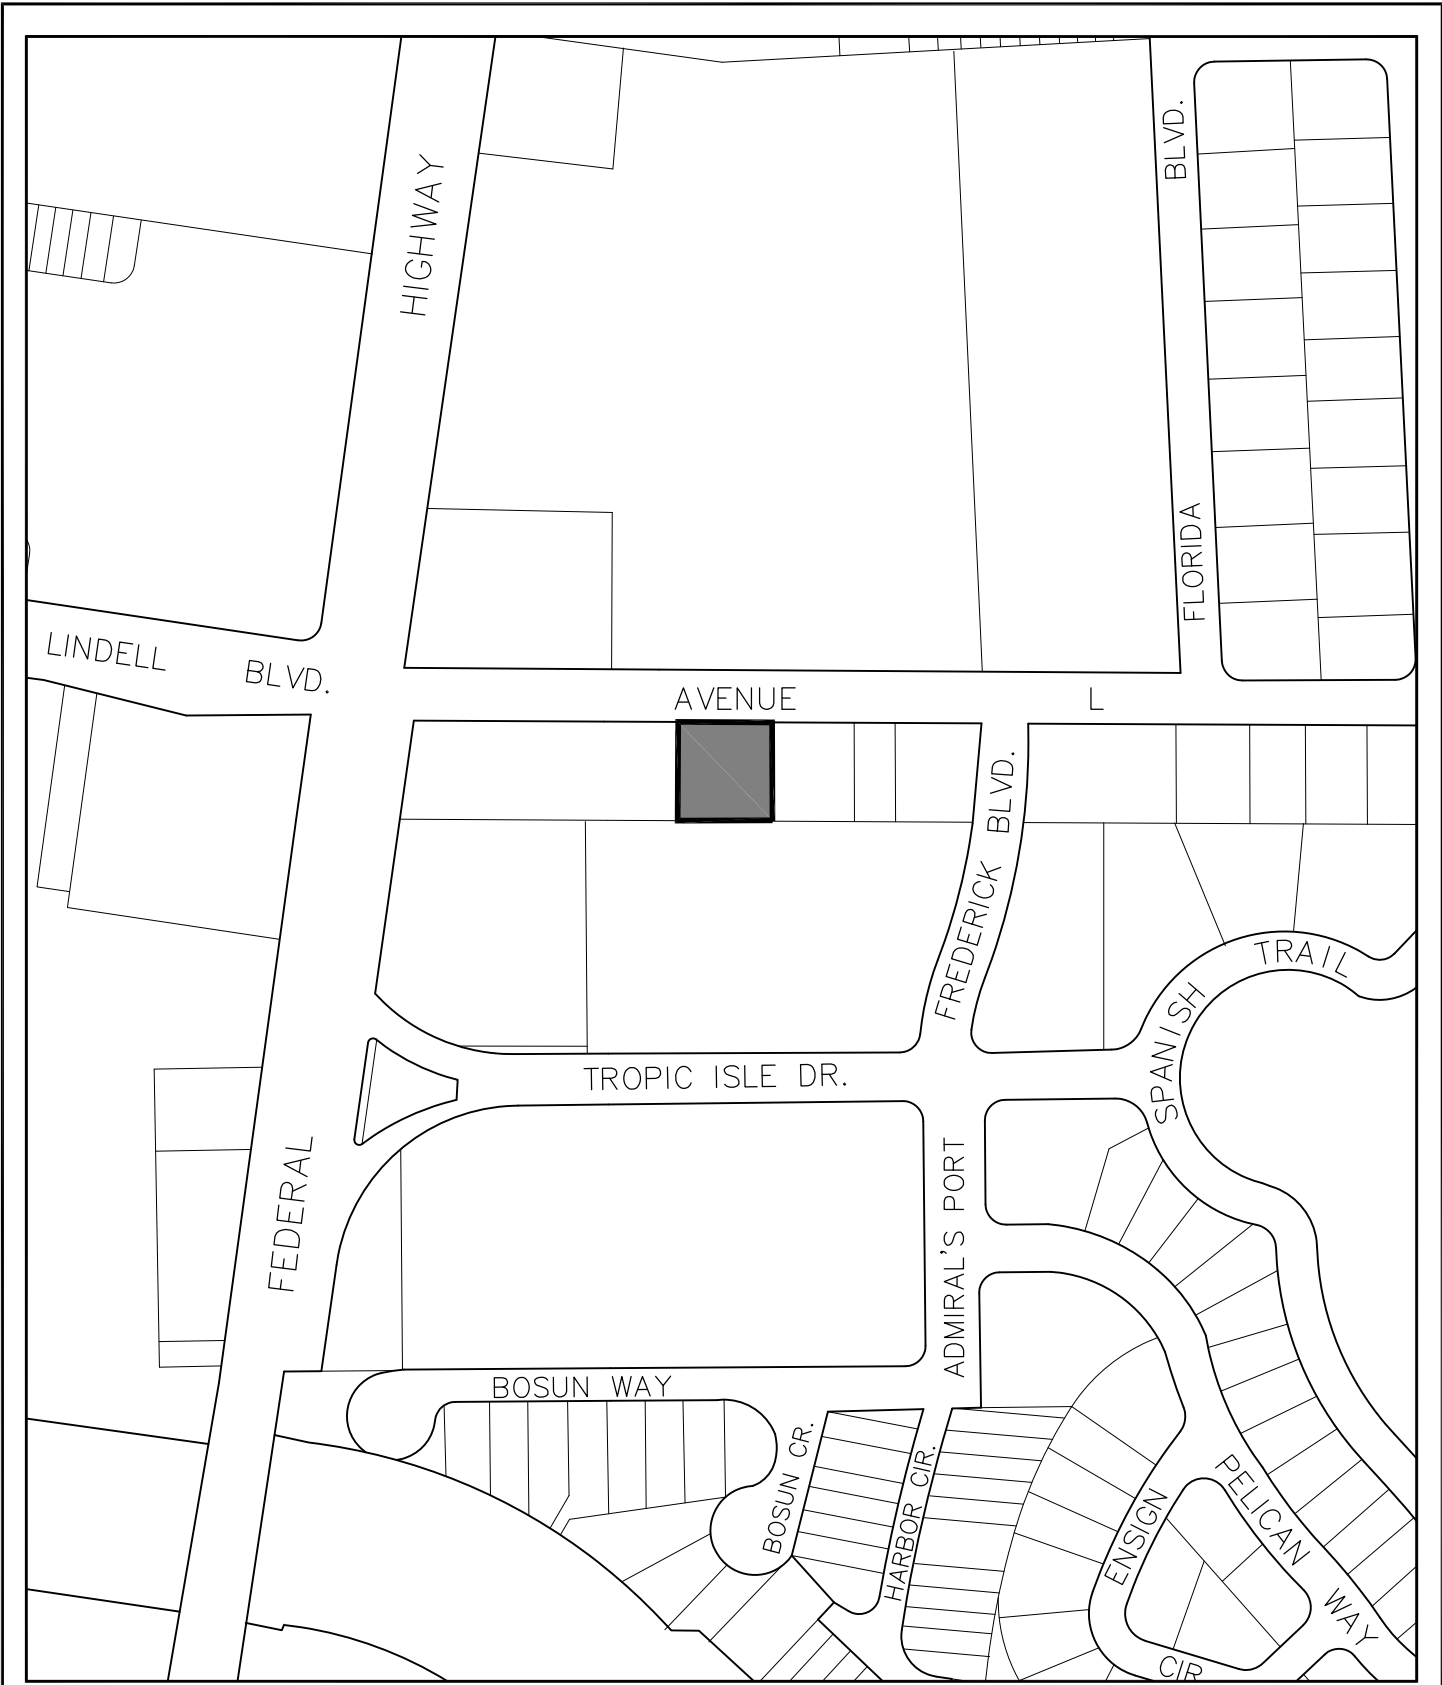 HIGHWAY
BLVD.
FLORIDA
LINDELL BLVD.
AVENUE L
FREDERICK BLVD.
SPANISH TRAIL
TROPIC ISLE DR.
FEDERAL
ADMIRAL'S PORT
BOSUN WAY
BOSUN CR.
HARBOR CIR.
ENSIGN
CIR
PELICAN WAY